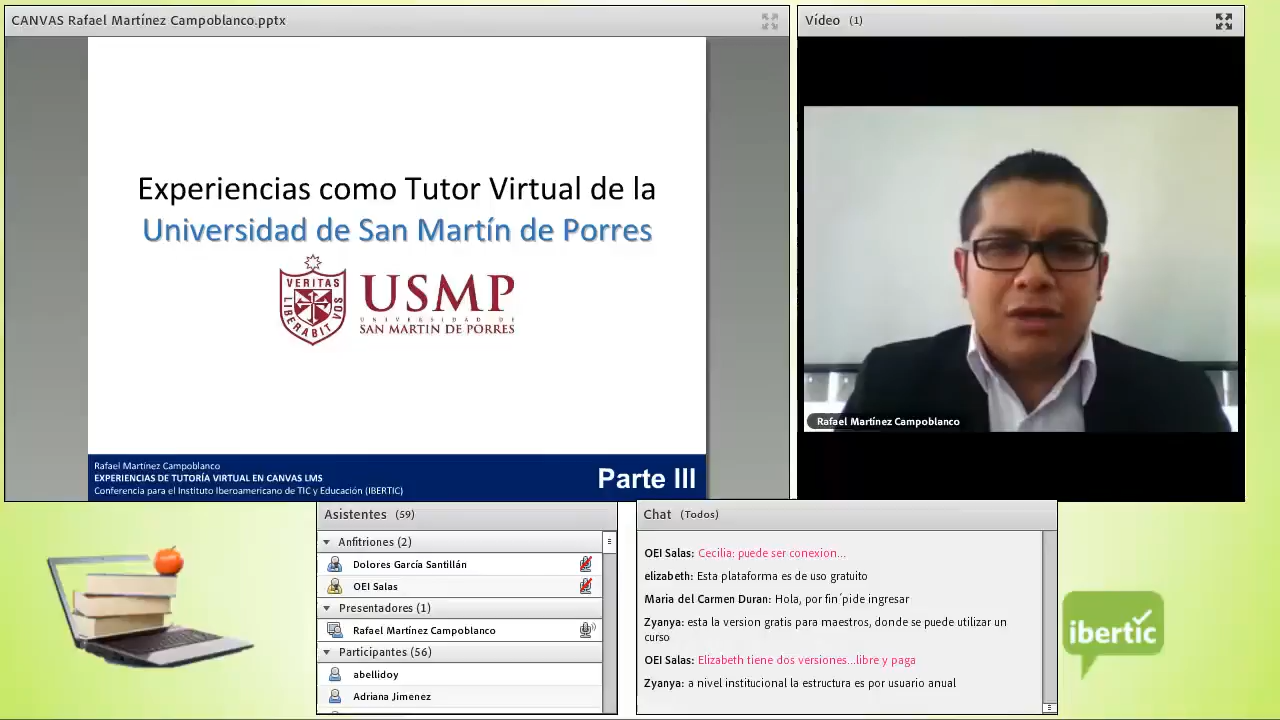 CANVAS Rafael Martínez Campoblanco.pptx
Experiencias como Tutor Virtual de la
Universidad de San Martín de Porres
VERITAS
LIBERABIT VOS
USMP
UNIVERSIDAD DE
SAN MARTIN DE PORRES
Rafael Martínez Campoblanco
EXPERIENCIAS DE TUTORÍA VIRTUAL EN CANVAS LMS
Conferencia para el Instituto Iberoamericano de TIC y Educación (IBERTIC)
Parte III
Vídeo (1)
Rafael Martínez Campoblanco
Asistentes (59)
Anfitriones (2)
Dolores García Santillán
OEI Salas
Presentadores (1)
Rafael Martínez Campoblanco
Participantes (56)
abellidoy
Adriana Jimenez
Chat (Todos)
OEI Salas: Cecilia: puede ser conexion...
elizabeth: Esta plataforma es de uso gratuito
Maria del Carmen Duran: Hola, por fin´pide ingresar
Zyanya: esta la version gratis para maestros, donde se puede utilizar un
curso
OEI Salas: Elizabeth tiene dos versiones...libre y paga
Zyanya: a nivel institucional la estructura es por usuario anual
ibertic